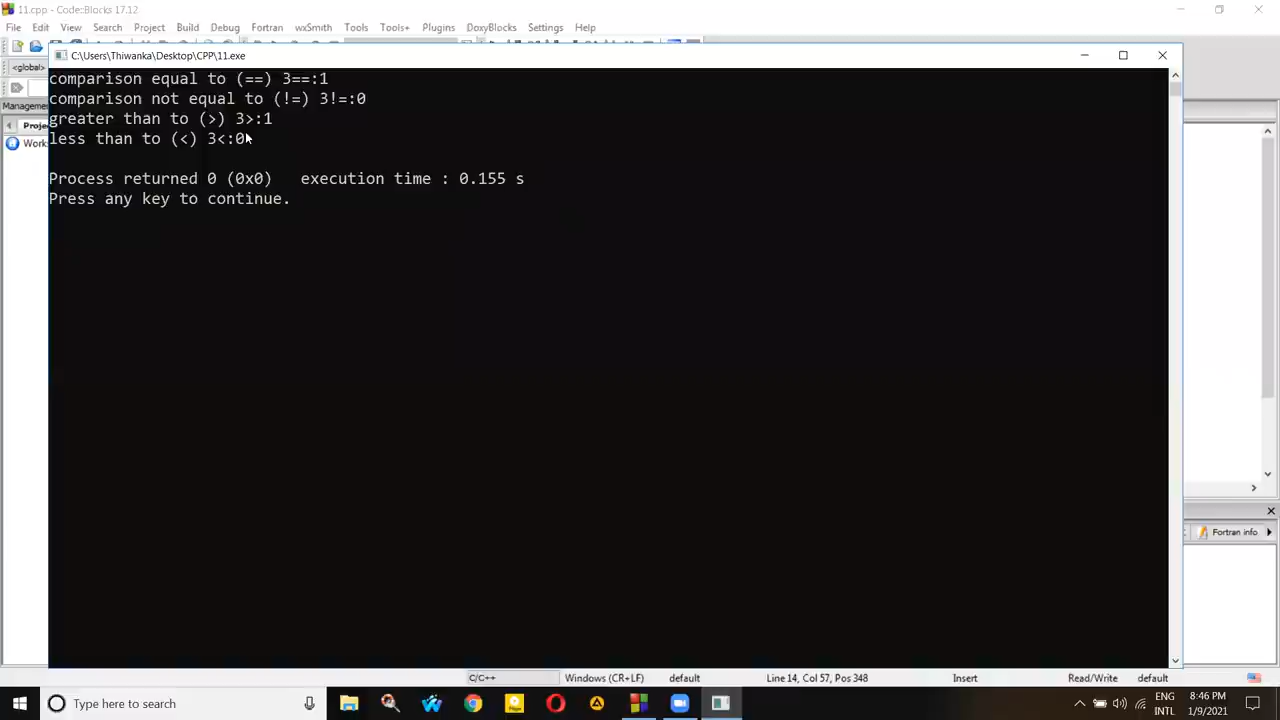 11.cpp - Code::Blocks 17.12
File Edit View Search Project Build Debug Fortran wxSmith Tools Tools+ Plugins DoxyBlocks Settings Help
C:\Users\Thiwanka\Desktop\CPP\11.exe
<global>
comparison equal to (==) 3==:1
comparison not equal to (!=) 3!=:0
Management
greater than to (>) 3>:1
Proje
less than to (<) 3<:0
Work
Process returned 0 (0x0) execution time : 0.155 s
Press any key to continue.
Fortran info
C/C++ Windows (CR+LF) default Line 14, Col 57, Pos 348 Insert Read/Write default
Type here to search
ENG
INTL
8:46 PM
1/9/2021